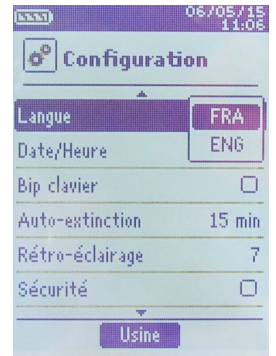 06/05/15
11:06
Configuration
Langue FRA
Date/Heure ENG
Bip clavier
Auto-extinction 15 min
Rétro-éclairage 7
Sécurité
Usine